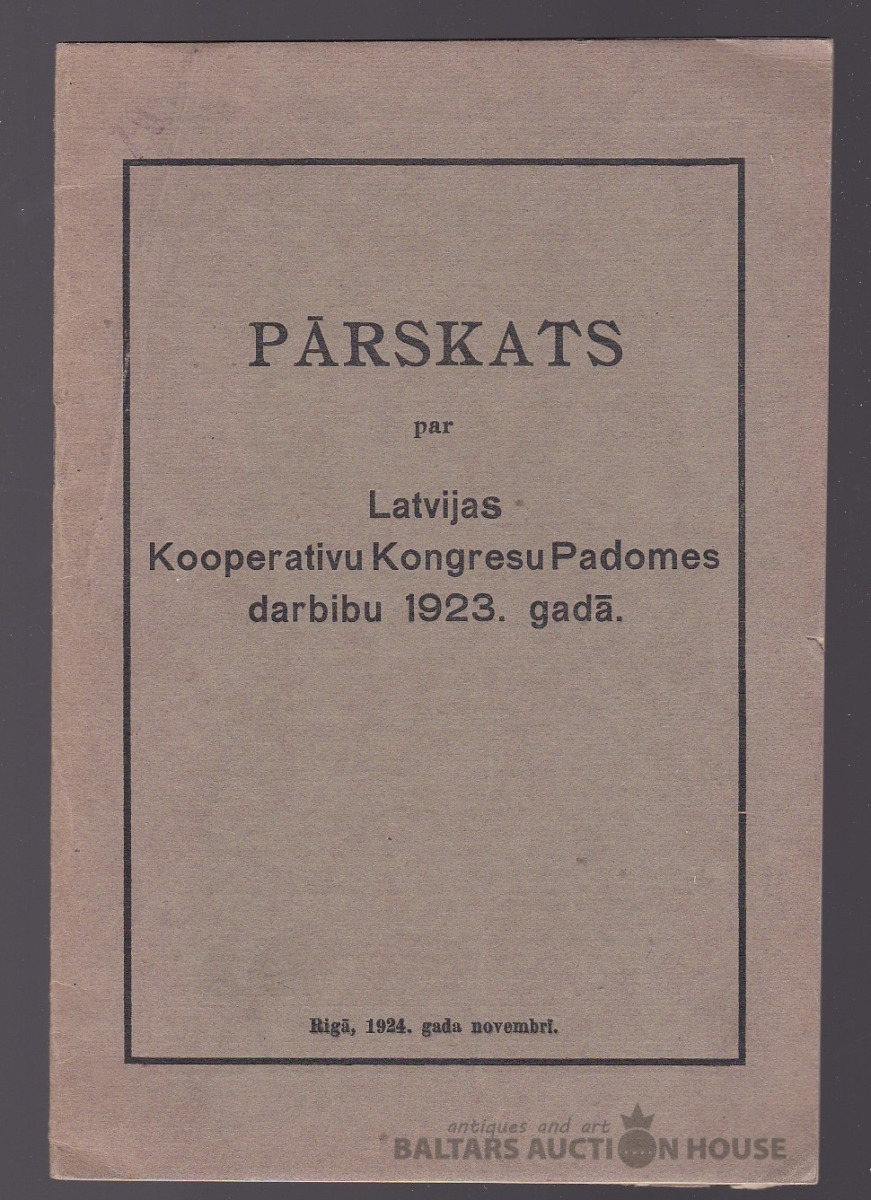 PĀRSKATS
par
Latvijas
Kooperativu Kongresu Padomes
darbibu 1923. gadā.
Rigā, 1924. gada novembrī.
antiques and art
BALTARS AUCTION HOUSE